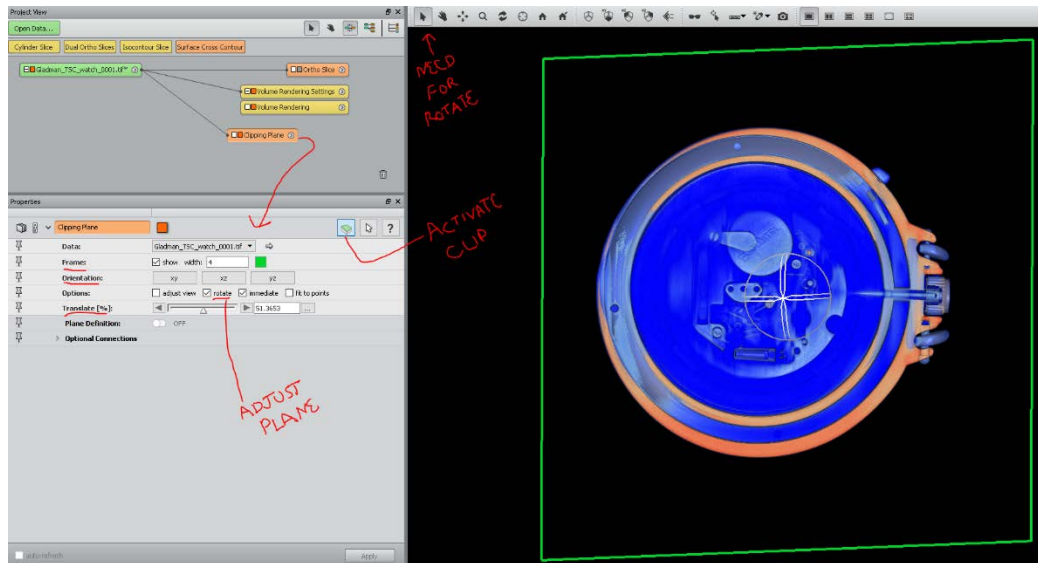 Project View
Open Data...
Cylinder Slice Dual Ortho Slices Isocontour Slice Surface Cross Contour
Gladman_TSC_watch_0001.tif*
Ortho Slice
Volume Rendering Settings
Volume Rendering
Clipping Plane
Properties
Clipping Plane
?
Data: Gladman_TSC_watch_0001.tif
Frame: show width: 4
Orientation: xy xz yz
Options: adjust view rotate immediate fit to points
Translate [%]: 51.3653 ...
Plane Definition: OFF
Optional Connections
auto-refresh Apply
NEED
FOR
ROTATE
ACTIVATE
CLIP
ADJUST
PLANE